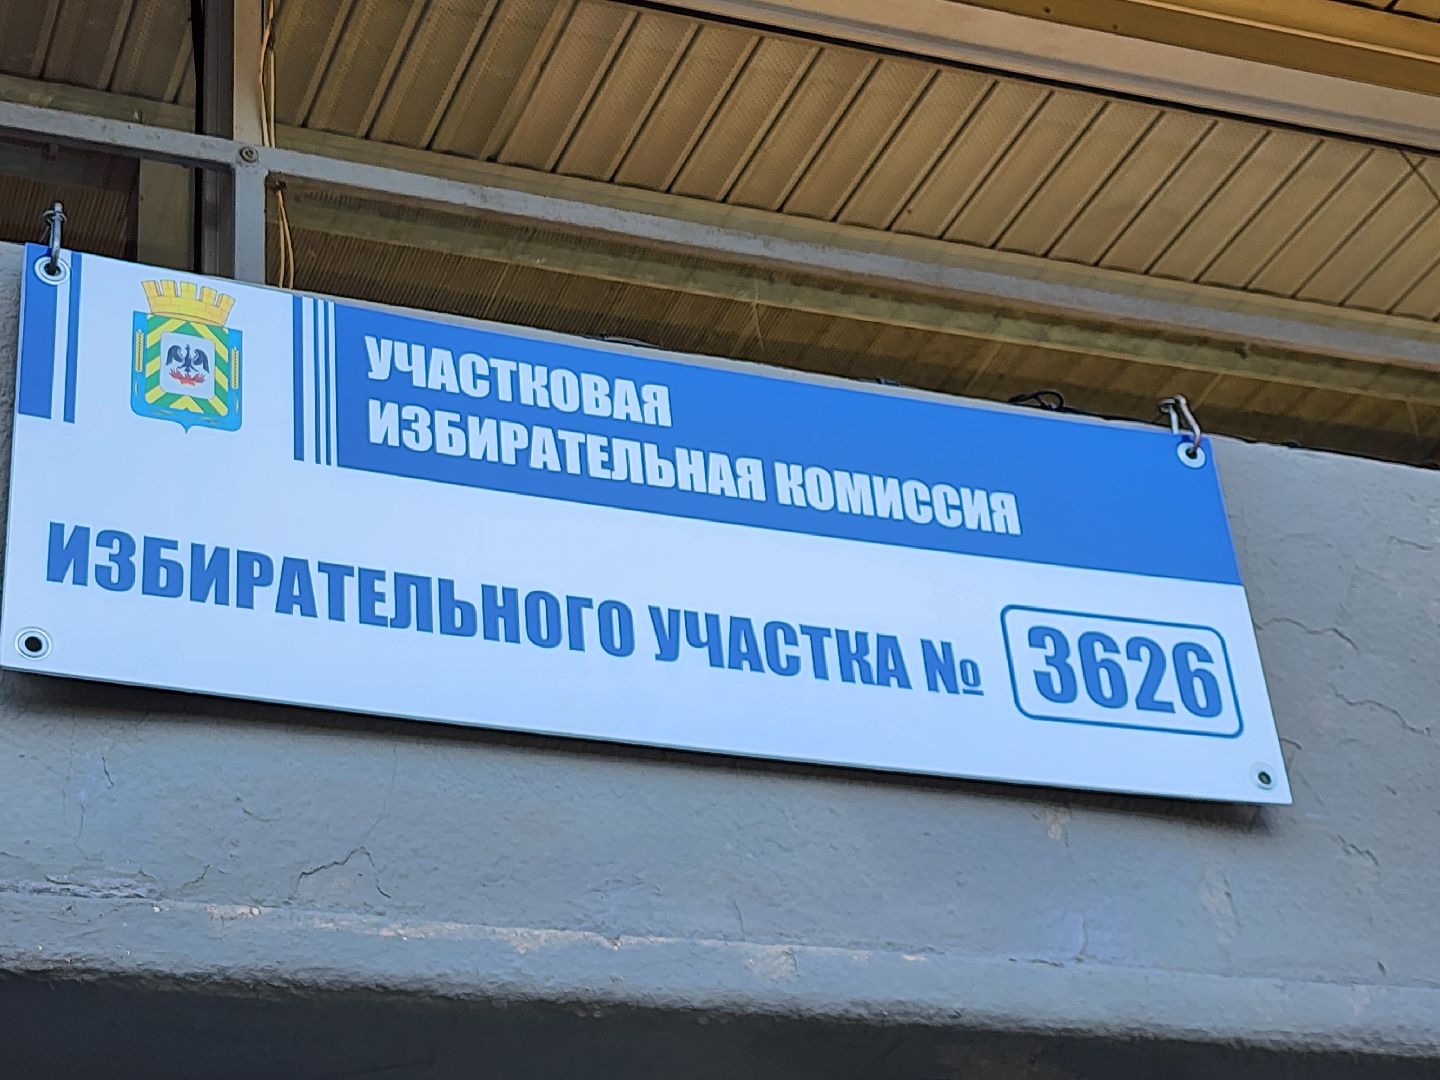 УЧАСТКОВАЯ
ИЗБИРАТЕЛЬНАЯ КОМИССИЯ
ИЗБИРАТЕЛЬНОГО УЧАСТКА № 3626